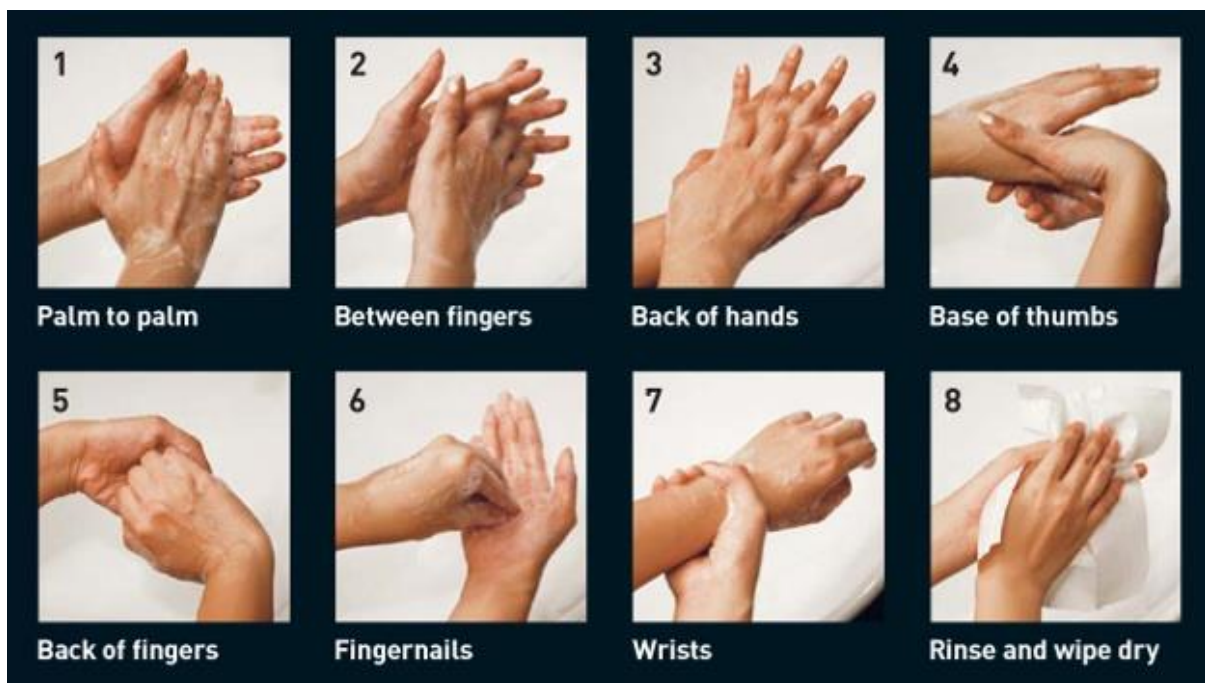 1
2
3
4
Palm to palm
Between fingers
Back of hands
Base of thumbs
5
6
7
8
Back of fingers
Fingernails
Wrists
Rinse and wipe dry